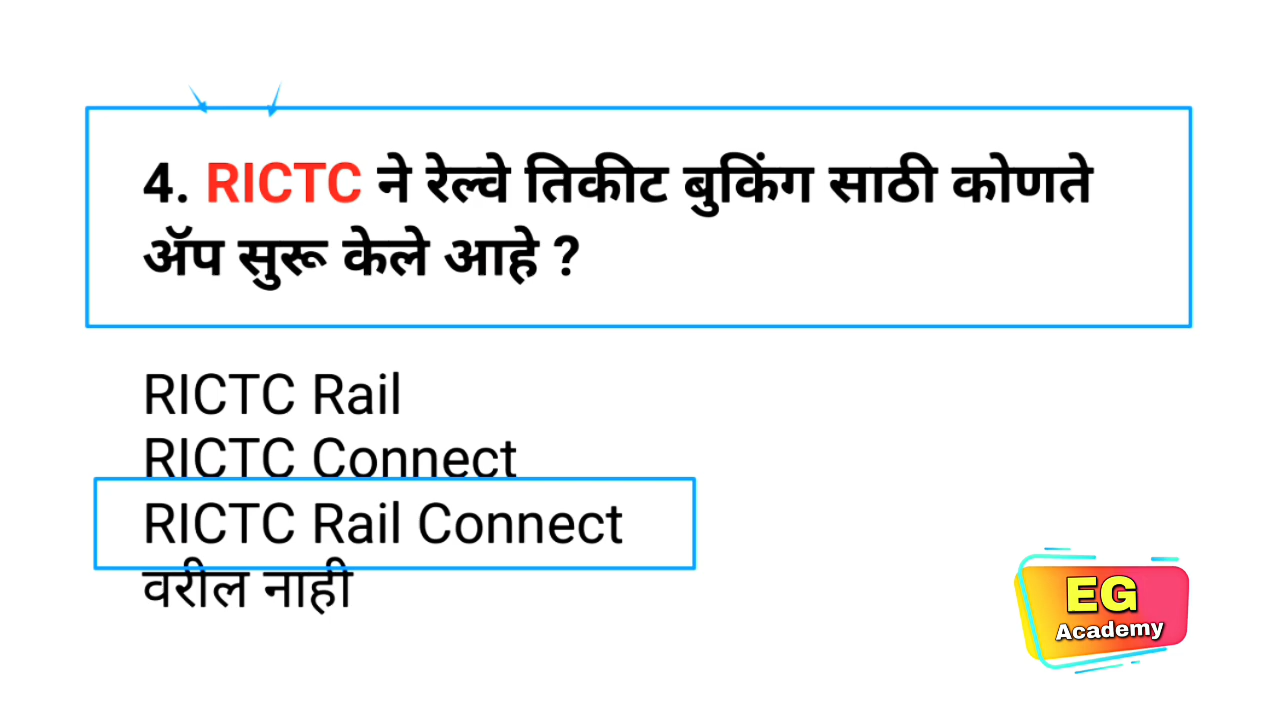 4. RICTC ने रेल्वे तिकीट बुकिंग साठी कोणते
ॲप सुरू केले आहे ?
RICTC Rail
RICTC Connect
RICTC Rail Connect
वरील नाही
EG
Academy